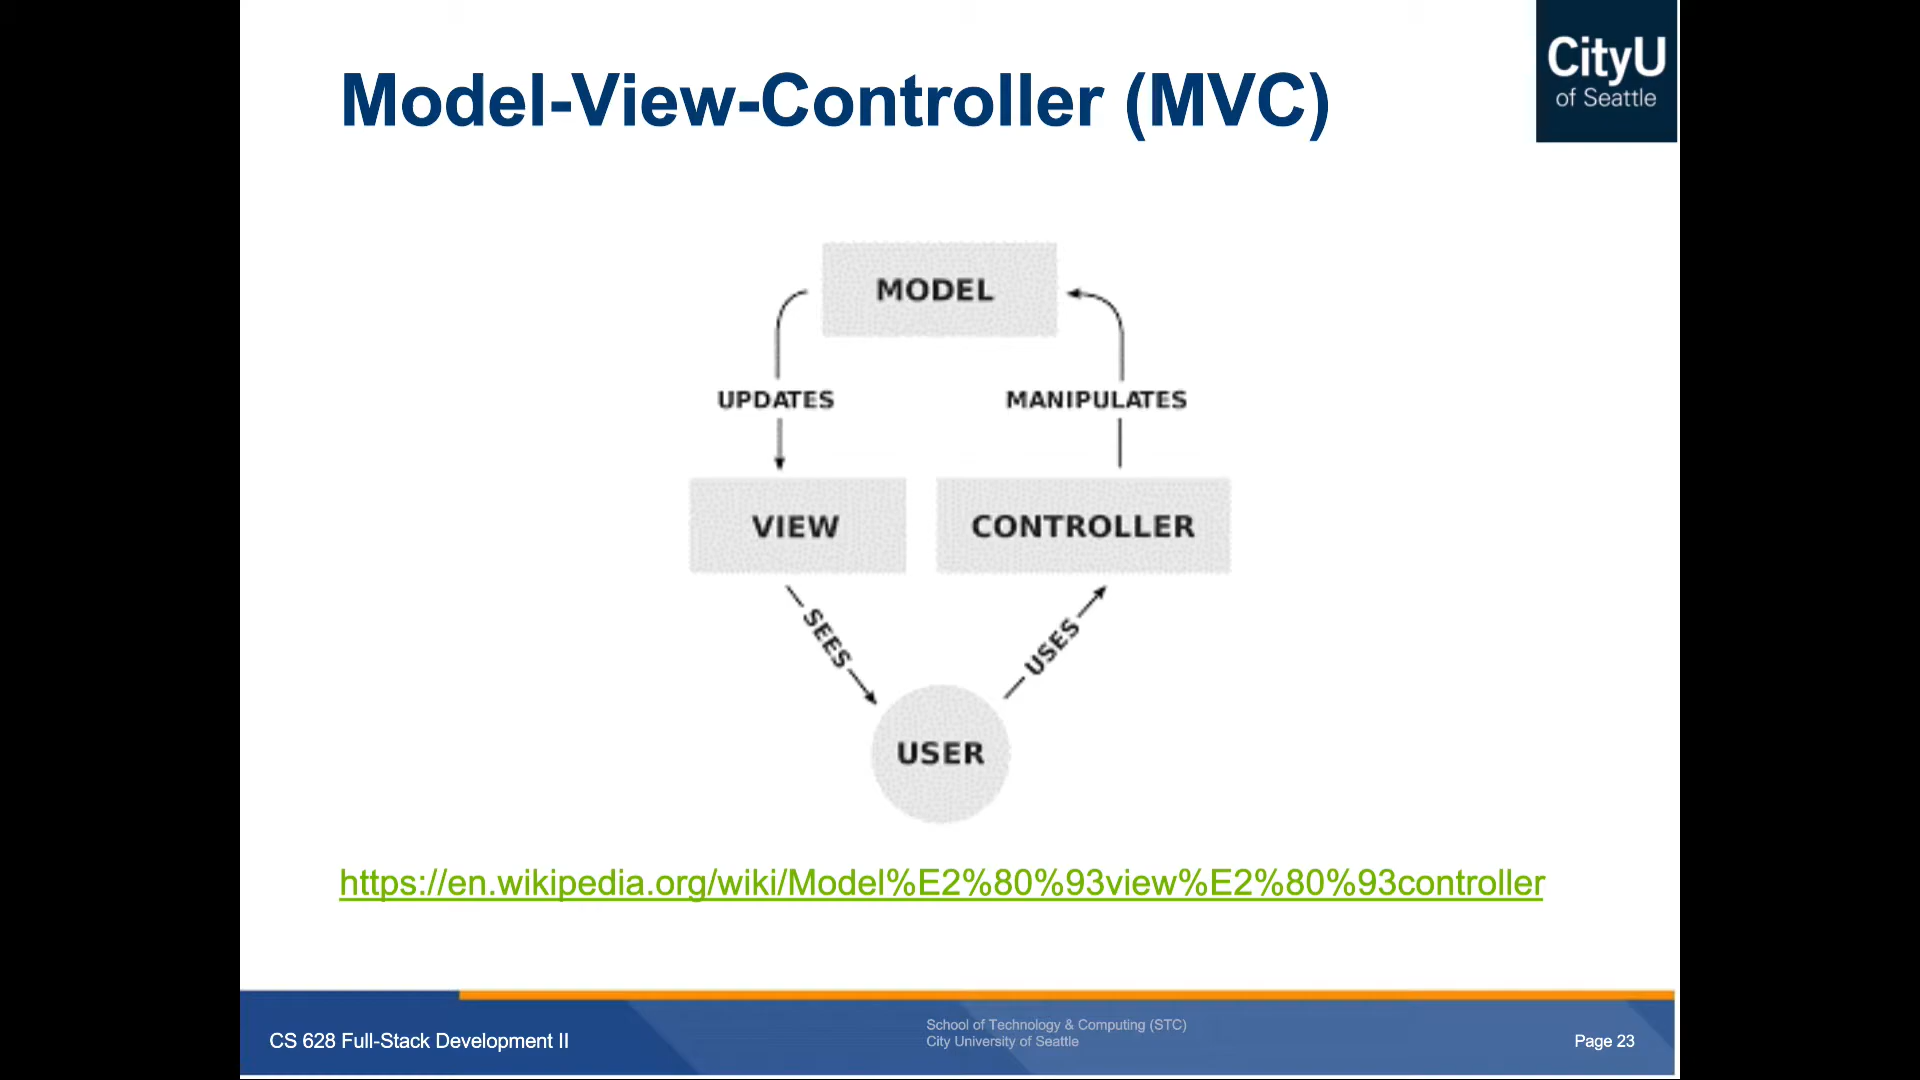 Model-View-Controller (MVC)
CityU
of Seattle
MODEL
UPDATES
MANIPULATES
VIEW
CONTROLLER
SEES
USES
USER
https://en.wikipedia.org/wiki/Model%E2%80%93view%E2%80%93controller
CS 628 Full-Stack Development II
School of Technology & Computing (STC)
City University of Seattle
Page 23